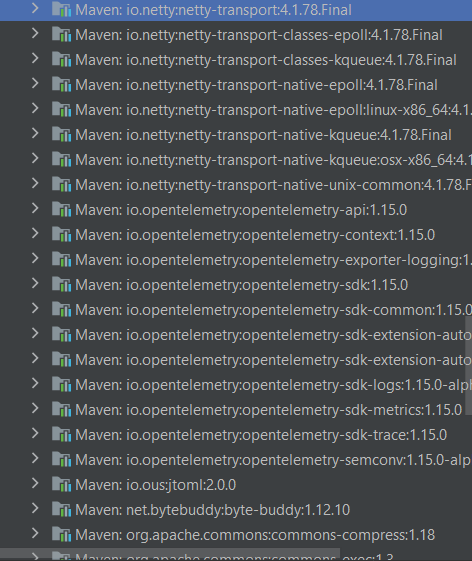 Maven: io.netty:netty-transport:4.1.78.Final
Maven: io.netty:netty-transport-classes-epoll:4.1.78.Final
Maven: io.netty:netty-transport-classes-kqueue:4.1.78.Final
Maven: io.netty:netty-transport-native-epoll:4.1.78.Final
Maven: io.netty:netty-transport-native-epoll:linux-x86_64:4.1.
Maven: io.netty:netty-transport-native-kqueue:4.1.78.Final
Maven: io.netty:netty-transport-native-kqueue:osx-x86_64:4.1
Maven: io.netty:netty-transport-native-unix-common:4.1.78.F
Maven: io.opentelemetry:opentelemetry-api:1.15.0
Maven: io.opentelemetry:opentelemetry-context:1.15.0
Maven: io.opentelemetry:opentelemetry-exporter-logging:1.
Maven: io.opentelemetry:opentelemetry-sdk:1.15.0
Maven: io.opentelemetry:opentelemetry-sdk-common:1.15.0
Maven: io.opentelemetry:opentelemetry-sdk-extension-auto
Maven: io.opentelemetry:opentelemetry-sdk-extension-auto
Maven: io.opentelemetry:opentelemetry-sdk-logs:1.15.0-alph
Maven: io.opentelemetry:opentelemetry-sdk-metrics:1.15.0
Maven: io.opentelemetry:opentelemetry-sdk-trace:1.15.0
Maven: io.opentelemetry:opentelemetry-semconv:1.15.0-alp
Maven: io.ous:jtoml:2.0.0
Maven: net.bytebuddy:byte-buddy:1.12.10
Maven: org.apache.commons:commons-compress:1.18
Maven: org.apache.commons:commons-exec:1.3